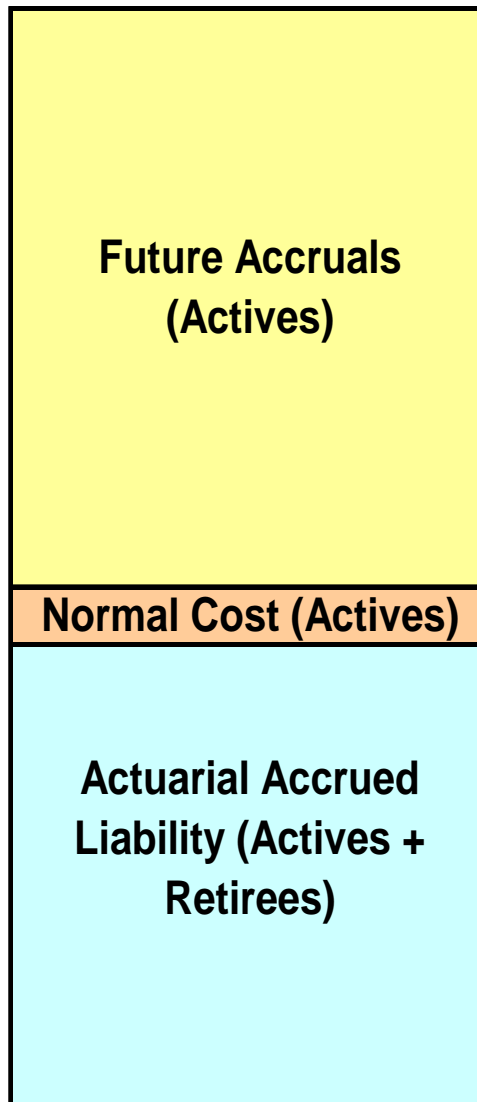 Future Accruals
(Actives)
Normal Cost (Actives)
Actuarial Accrued
Liability (Actives +
Retirees)